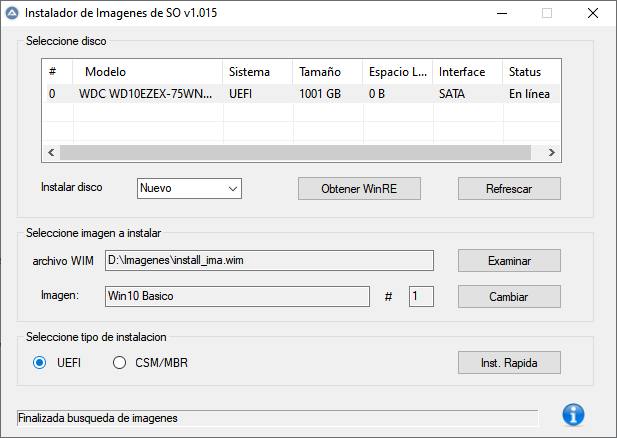 Instalador de Imagenes de SO v1.015
Seleccione disco
# Modelo Sistema Tamaño Espacio L... Interface Status
0 WDC WD10EZEX-75WN... UEFI 1001 GB 0 B SATA En línea
Instalar disco Nuevo Obtener WinRE Refrescar
Seleccione imagen a instalar
archivo WIM D:\Imagenes\install_ima.wim Examinar
Imagen: Win10 Basico # 1 Cambiar
Seleccione tipo de instalacion
UEFI CSM/MBR Inst. Rapida
Finalizada busqueda de imagenes